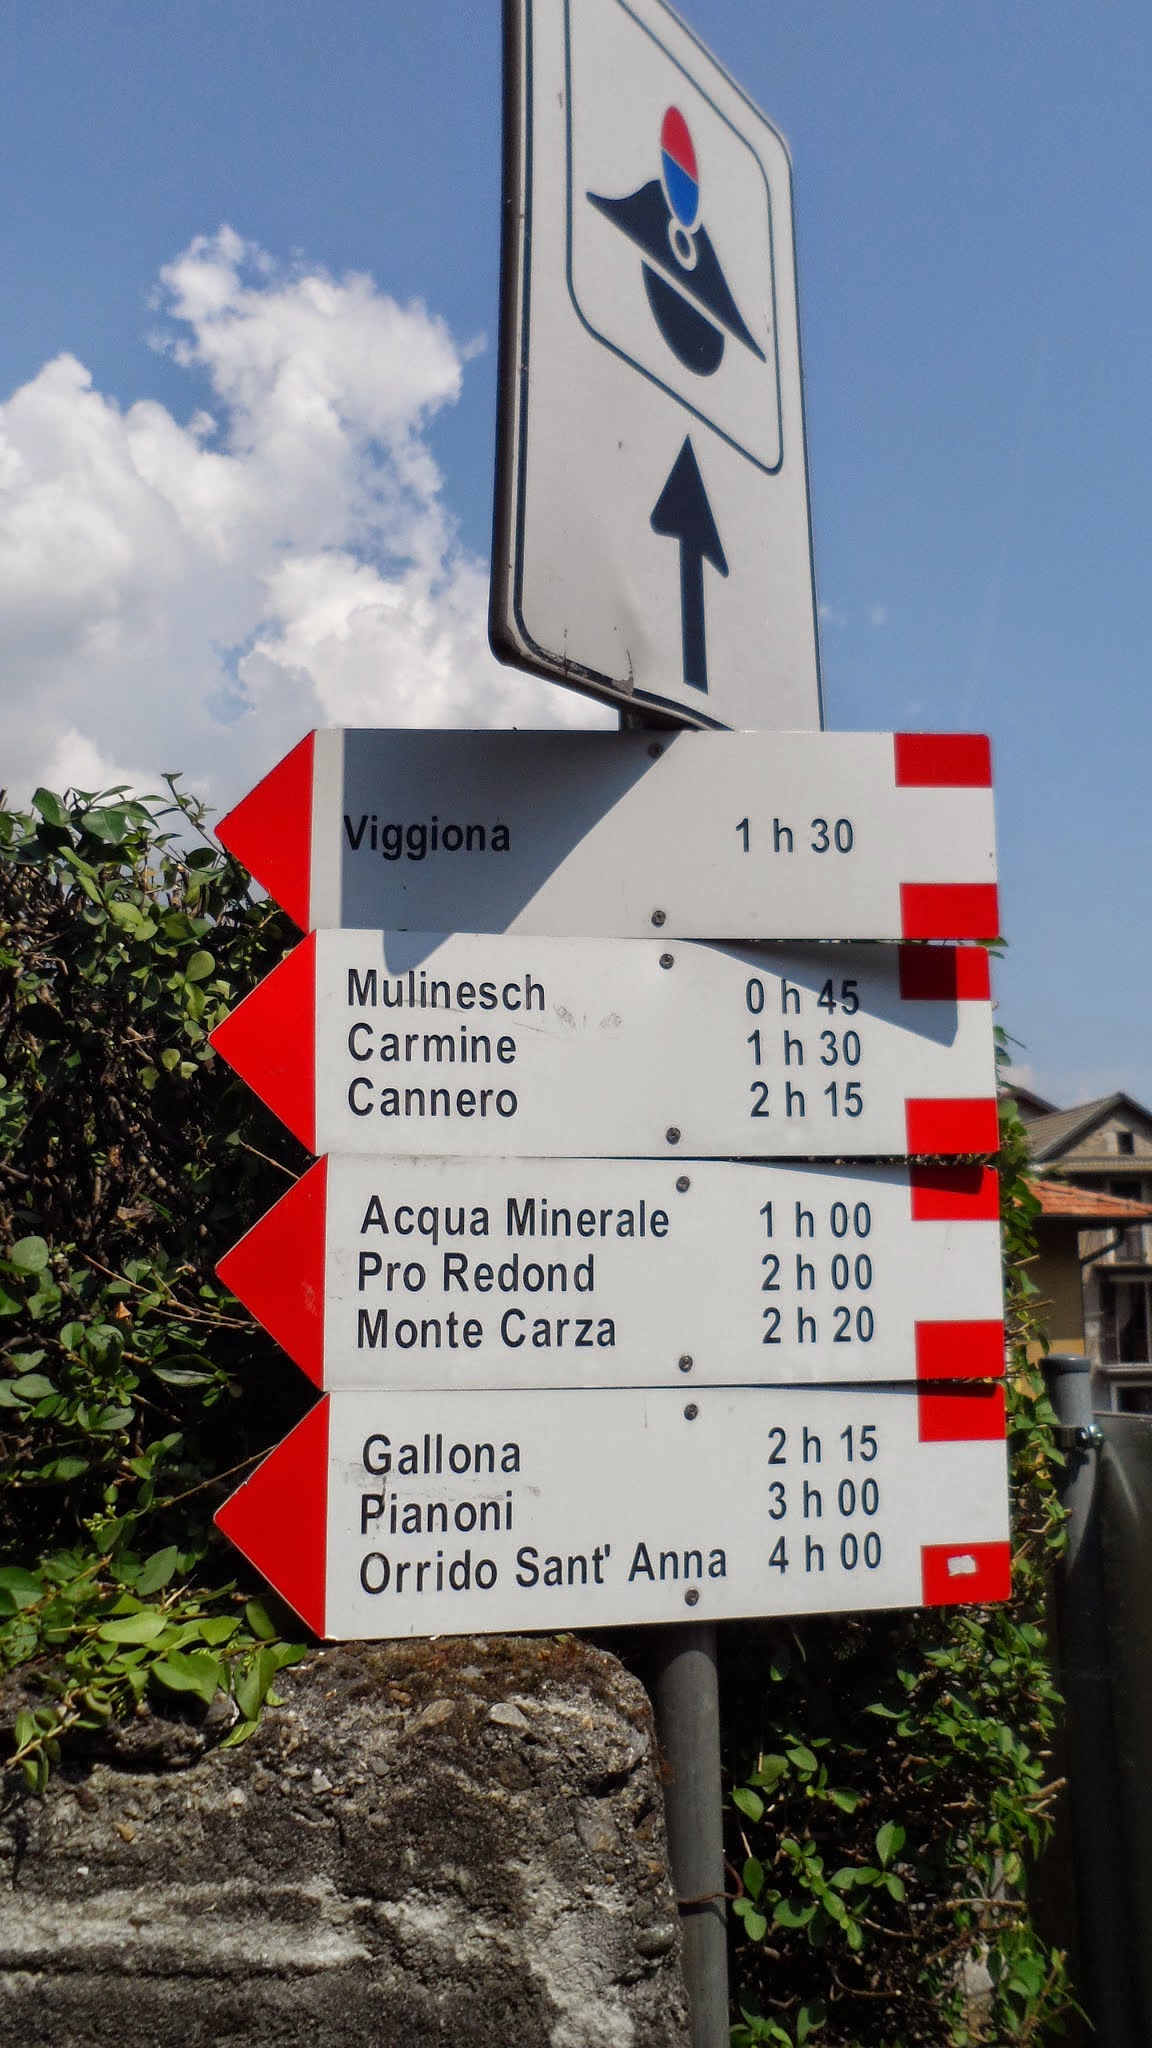 Viggiona 1 h 30
Mulinesch 0 h 45
Carmine 1 h 30
Cannero 2 h 15
Acqua Minerale 1 h 00
Pro Redond 2 h 00
Monte Carza 2 h 20
Gallona 2 h 15
Pianoni 3 h 00
Orrido Sant' Anna 4 h 00